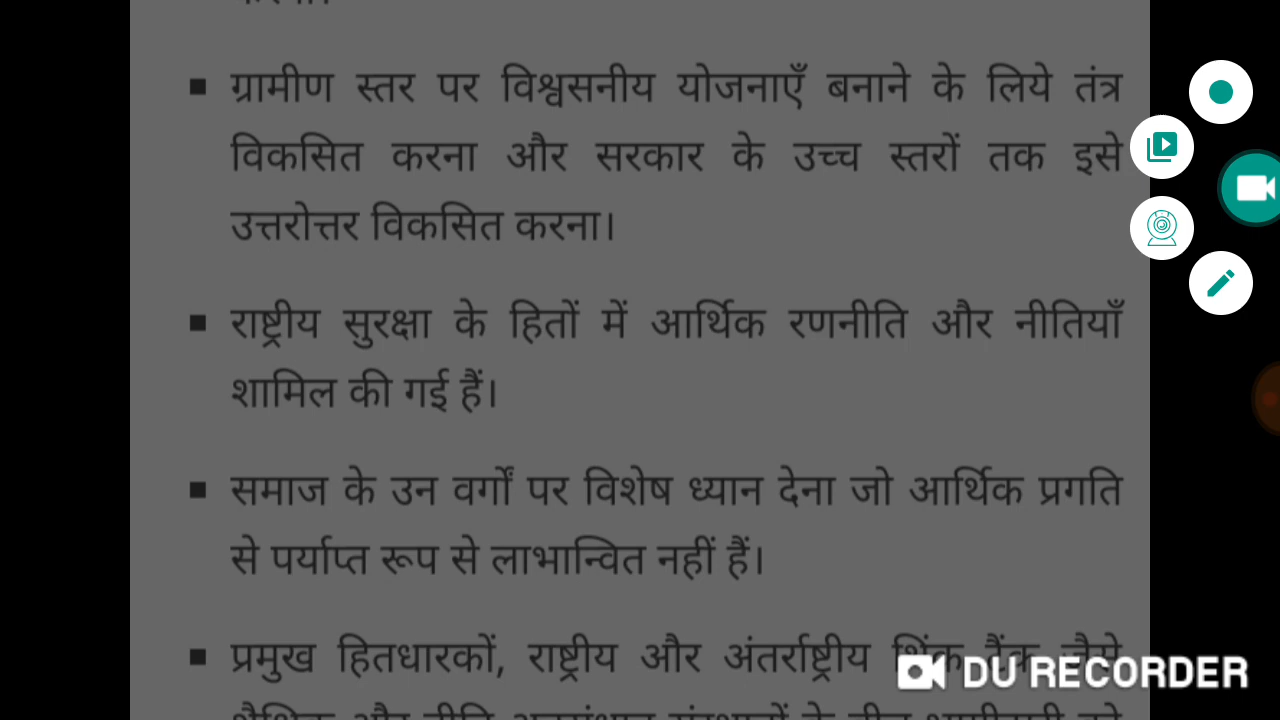 ■ ग्रामीण स्तर पर विश्वसनीय योजनाएँ बनाने के लिये तंत्र
विकसित करना और सरकार के उच्च स्तरों तक इसे
उत्तरोत्तर विकसित करना।
■ राष्ट्रीय सुरक्षा के हितों में आर्थिक रणनीति और नीतियाँ
शामिल की गई हैं।
■ समाज के उन वर्गों पर विशेष ध्यान देना जो आर्थिक प्रगति
से पर्याप्त रूप से लाभान्वित नहीं हैं।
■ प्रमुख हितधारकों, राष्ट्रीय और अंतर्राष्ट्रीय थिंक टैंक जैसे
DU RECORDER